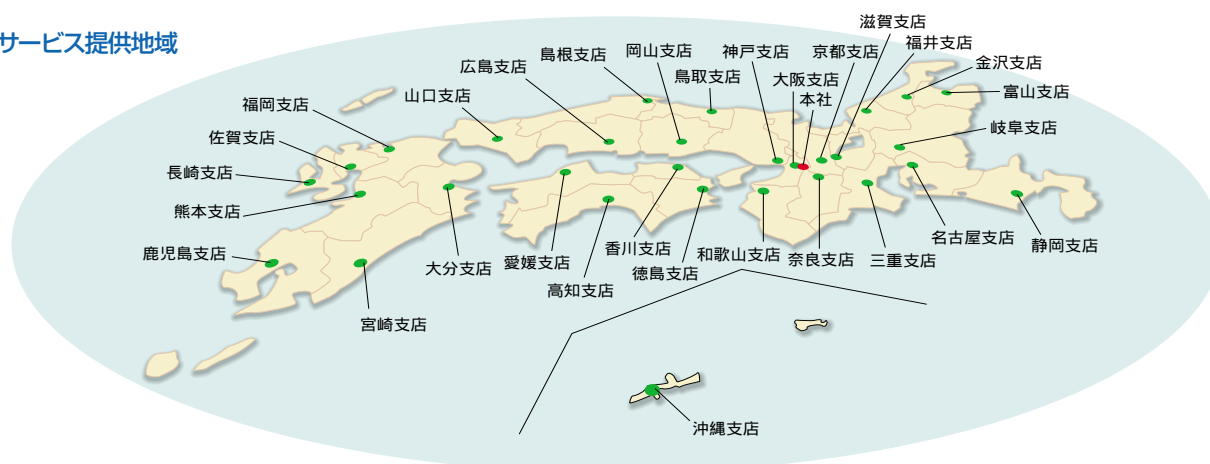 サービス提供地域
滋賀支店
福井支店
金沢支店
富山支店
岐阜支店
京都支店
神戸支店
大阪支店
本社
岡山支店
鳥取支店
島根支店
広島支店
山口支店
福岡支店
佐賀支店
長崎支店
熊本支店
鹿児島支店
宮崎支店
大分支店
愛媛支店
高知支店
香川支店
徳島支店
和歌山支店
奈良支店
三重支店
名古屋支店
静岡支店
沖縄支店